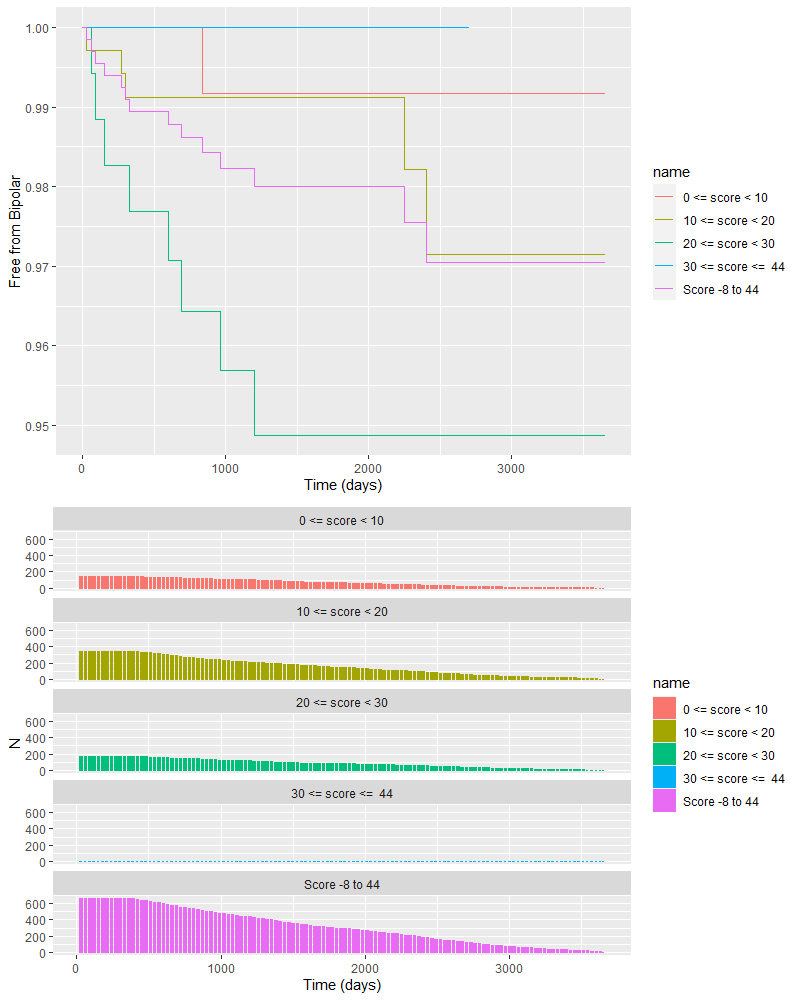 1.00
0.99
0.98
0.97
0.96
0.95
Free from Bipolar
0 1000 2000 3000
Time (days)
name
0 <= score < 10
10 <= score < 20
20 <= score < 30
30 <= score <=  44
Score -8 to 44
0 <= score < 10
600
400
200
0
10 <= score < 20
600
400
200
0
20 <= score < 30
600
400
200
0
30 <= score <=  44
600
400
200
0
Score -8 to 44
600
400
200
0
N
0 1000 2000 3000
Time (days)
name
0 <= score < 10
10 <= score < 20
20 <= score < 30
30 <= score <=  44
Score -8 to 44